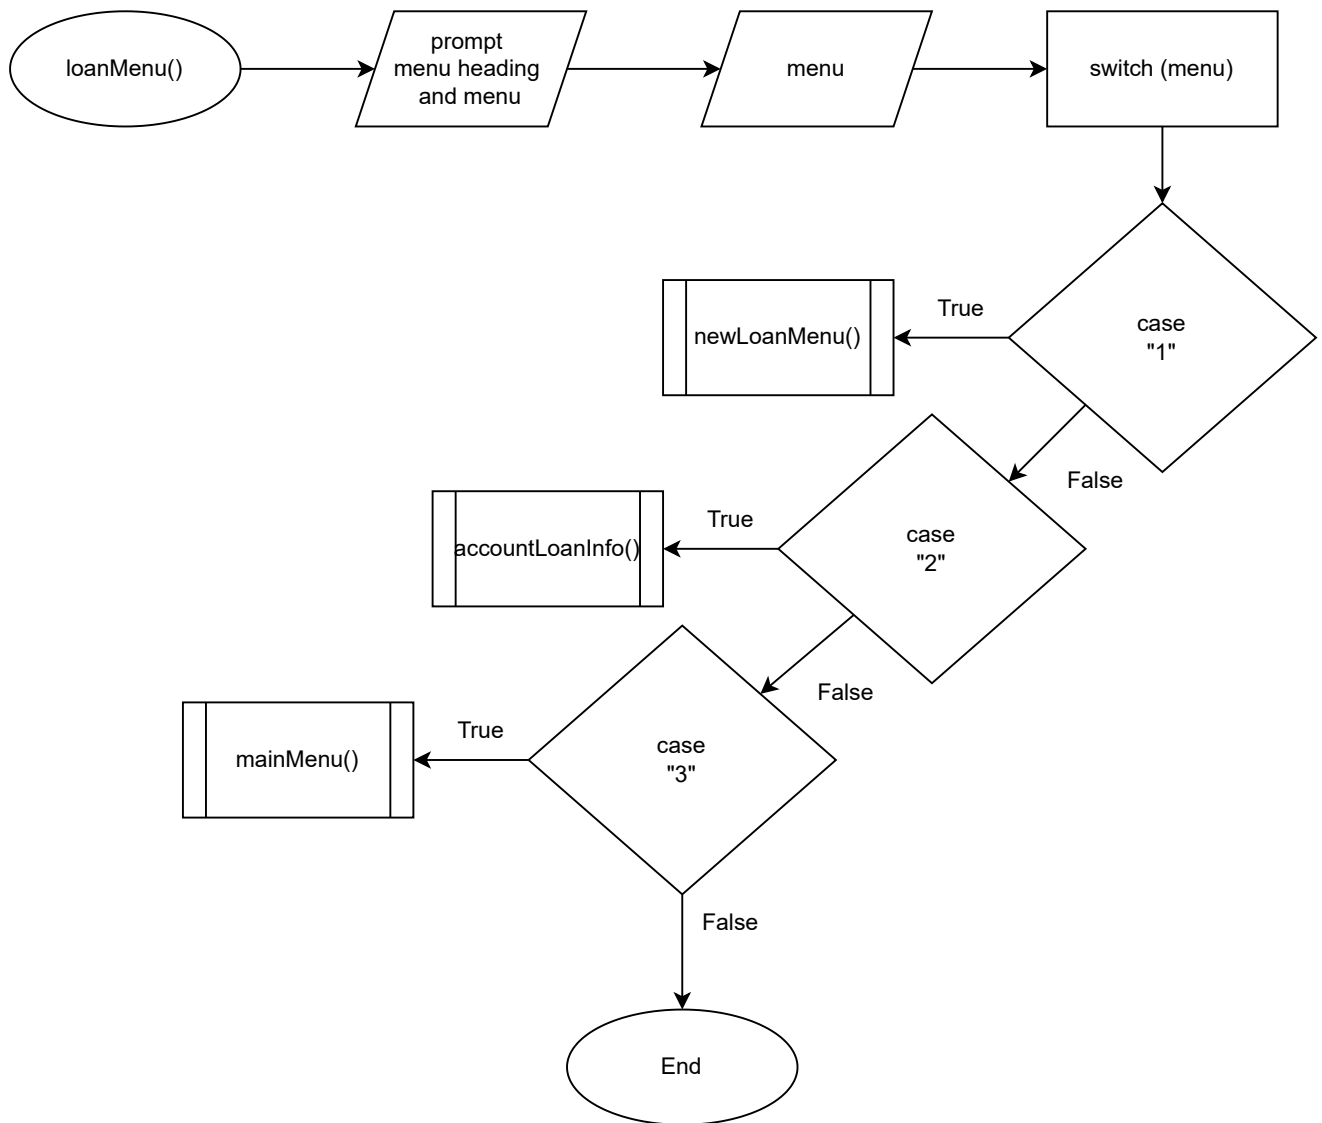 loanMenu()
prompt
menu heading
and menu
menu
switch (menu)
case
"1"
True
newLoanMenu()
False
case
"2"
True
accountLoanInfo()
False
case
"3"
True
mainMenu()
False
End